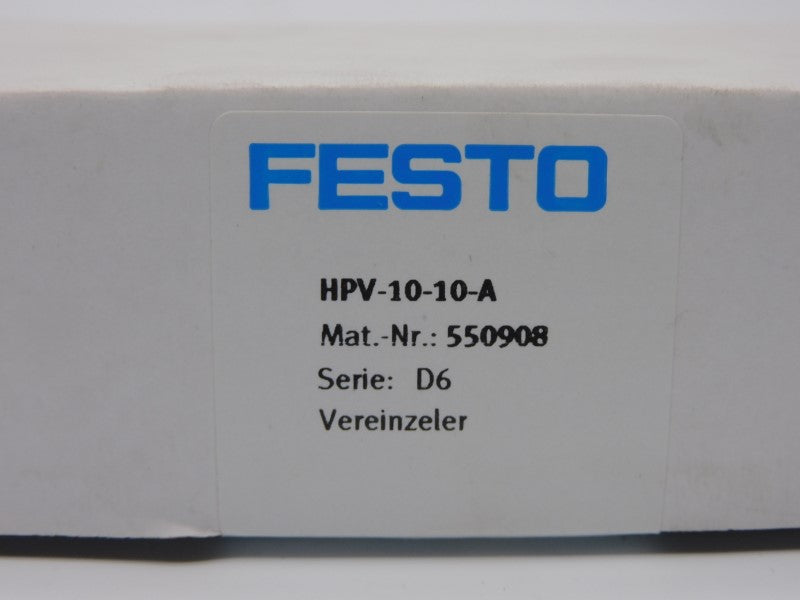 FESTO
HPV-10-10-A
Mat.-Nr.: 550908
Serie: D6
Vereinzeler